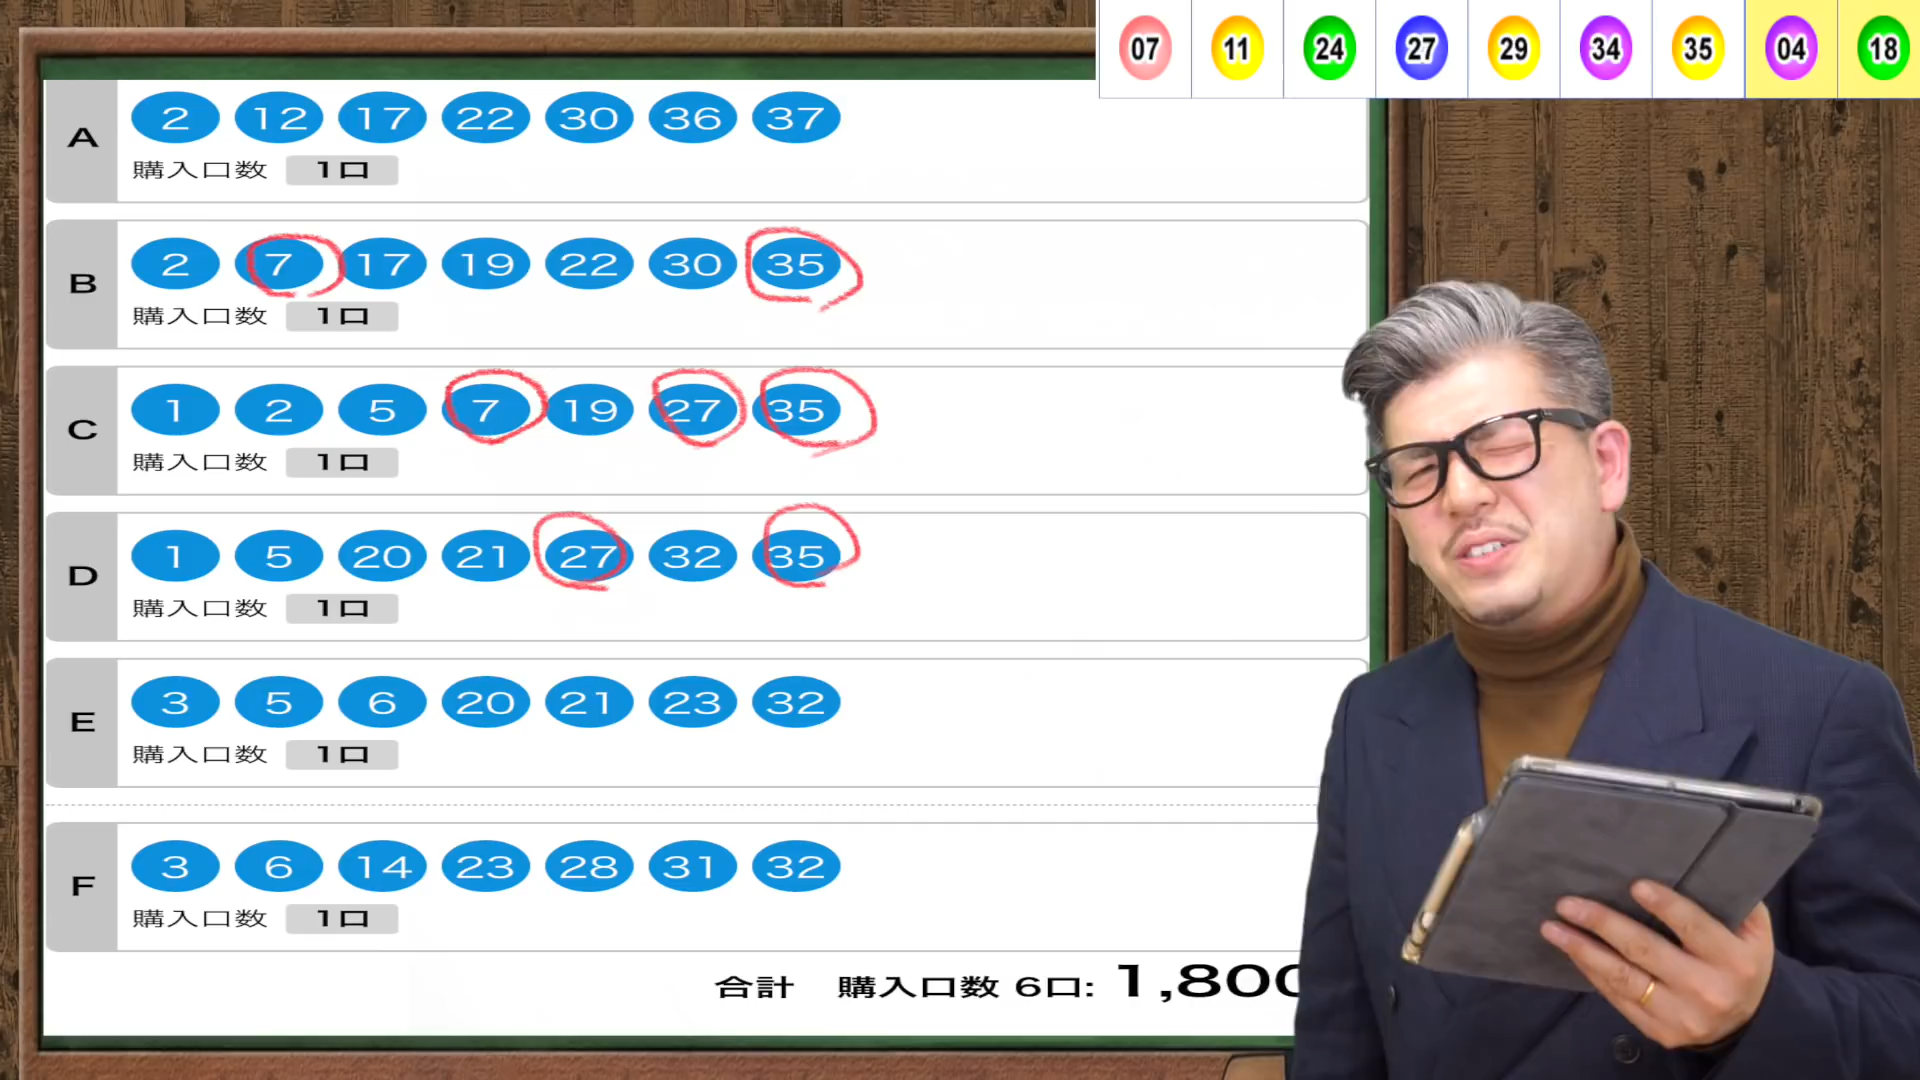 07 11 24 27 29 34 35 04 18
A
2 12 17 22 30 36 37
購入口数 1口
B
2 7 17 19 22 30 35
購入口数 1口
C
1 2 5 7 19 27 35
購入口数 1口
D
1 5 20 21 27 32 35
購入口数 1口
E
3 5 6 20 21 23 32
購入口数 1口
F
3 6 14 23 28 31 32
購入口数 1口
合計 購入口数 6口: 1,800